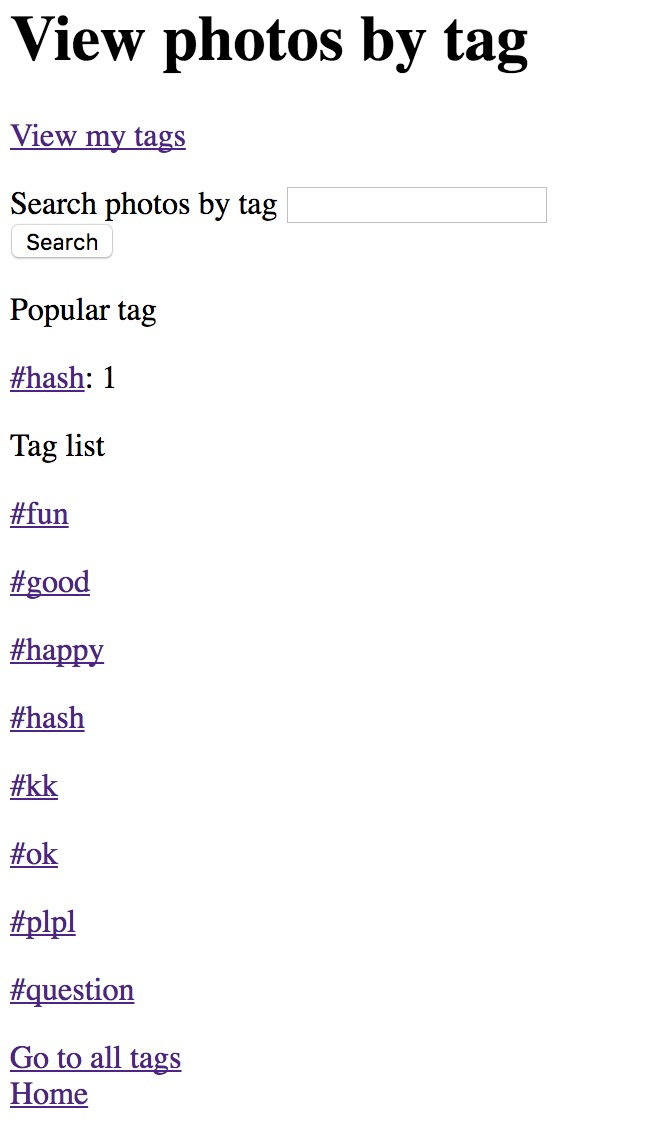 View photos by tag
View my tags
Search photos by tag
Search
Popular tag
#hash: 1
Tag list
#fun
#good
#happy
#hash
#kk
#ok
#plpl
#question
Go to all tags
Home